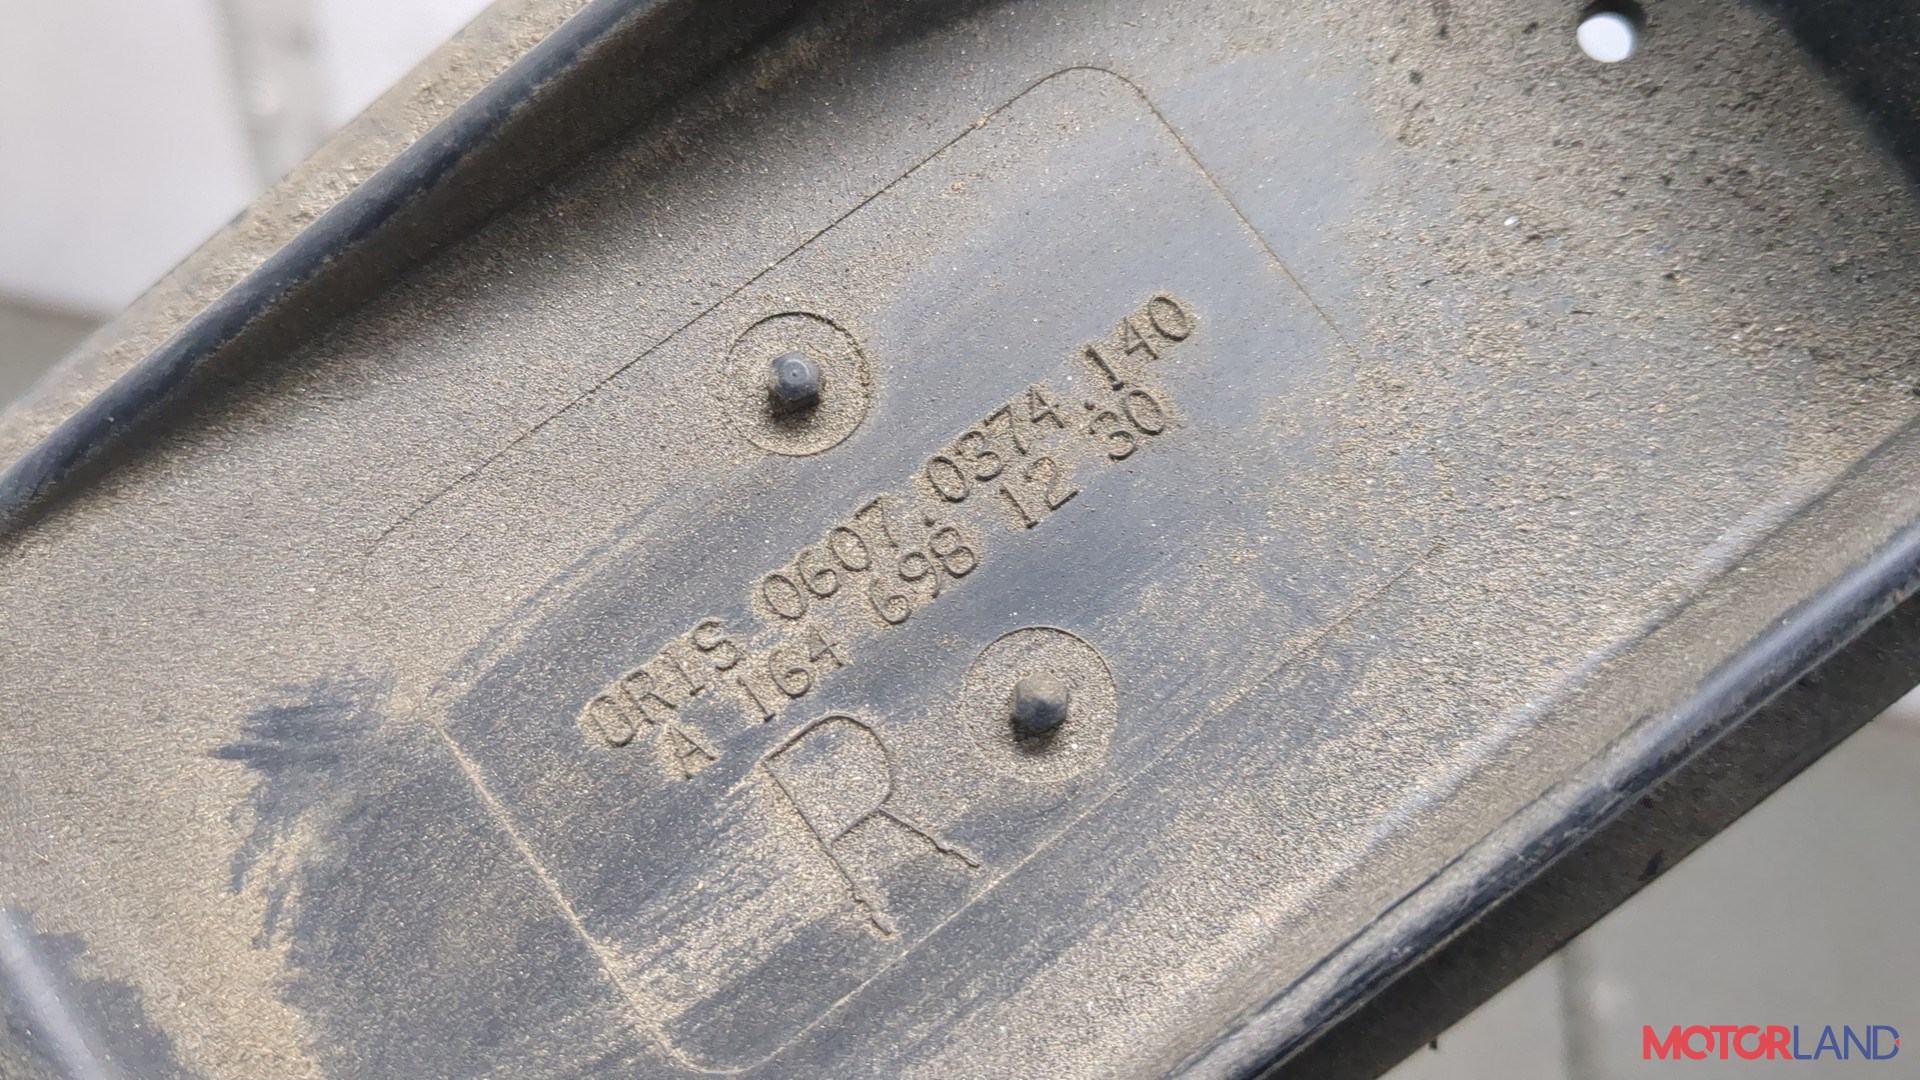 ORIS 0607.0374.140
A 164 698 12 30
R
MOTORLAND